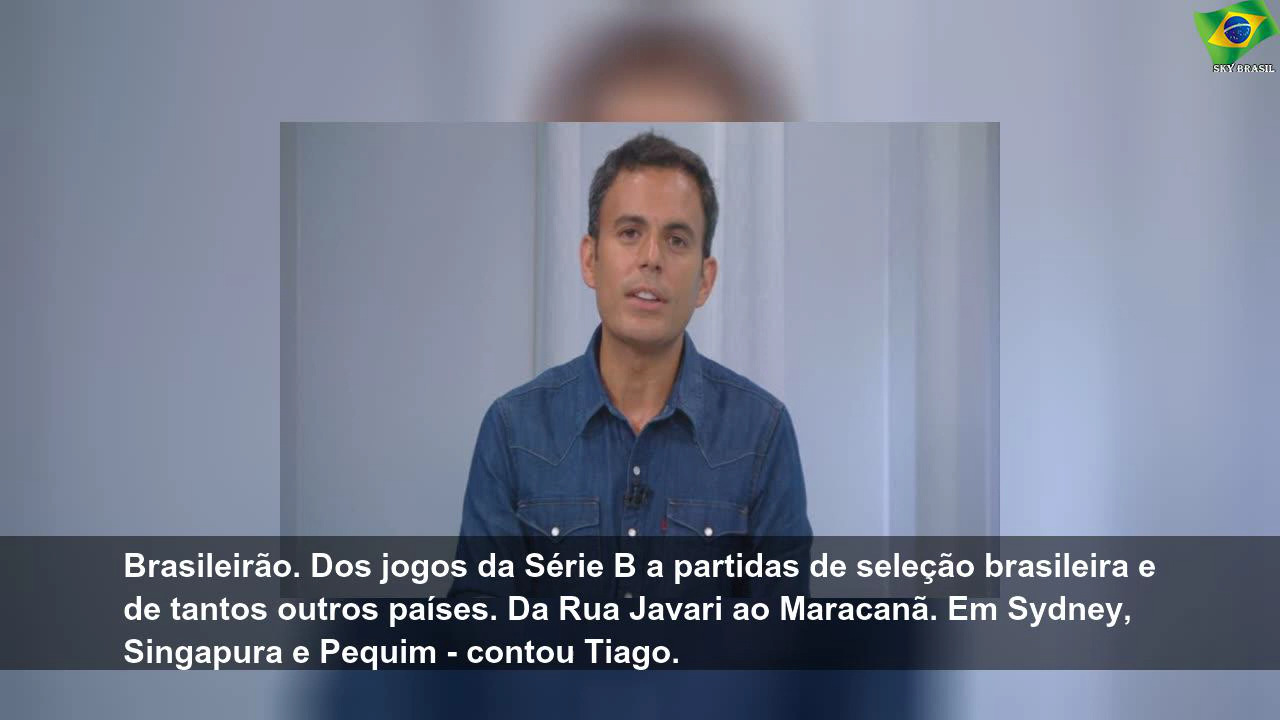 SKY BRASIL
Brasileirão. Dos jogos da Série B a partidas de seleção brasileira e
de tantos outros países. Da Rua Javari ao Maracanã. Em Sydney,
Singapura e Pequim - contou Tiago.